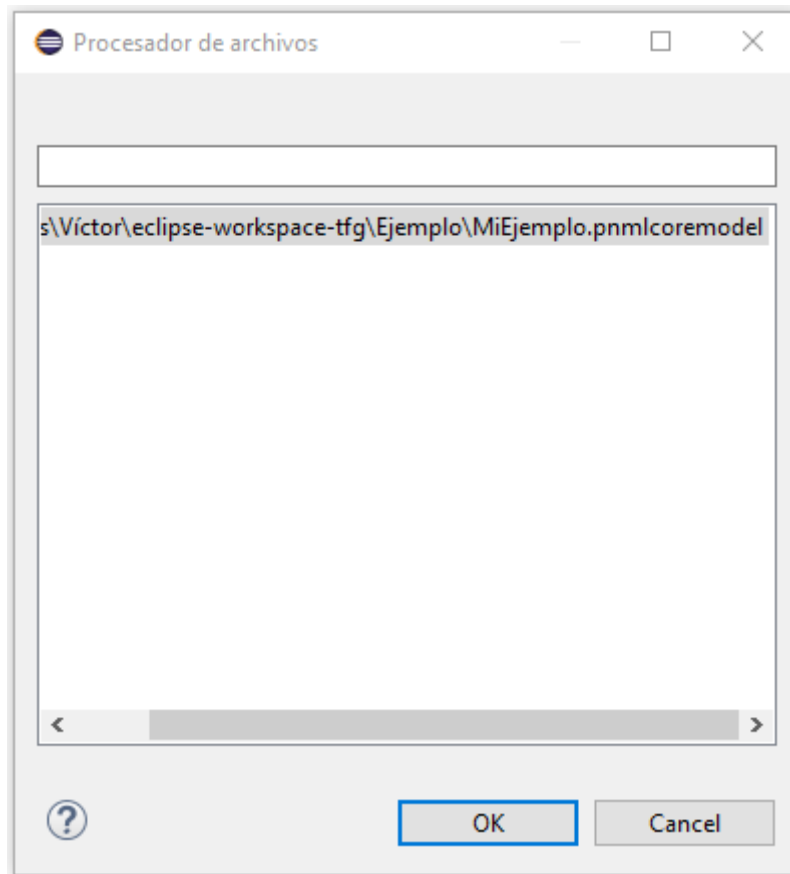 Procesador de archivos
s\Víctor\eclipse-workspace-tfg\Ejemplo\MiEjemplo.pnmlcoremodel
OK
Cancel